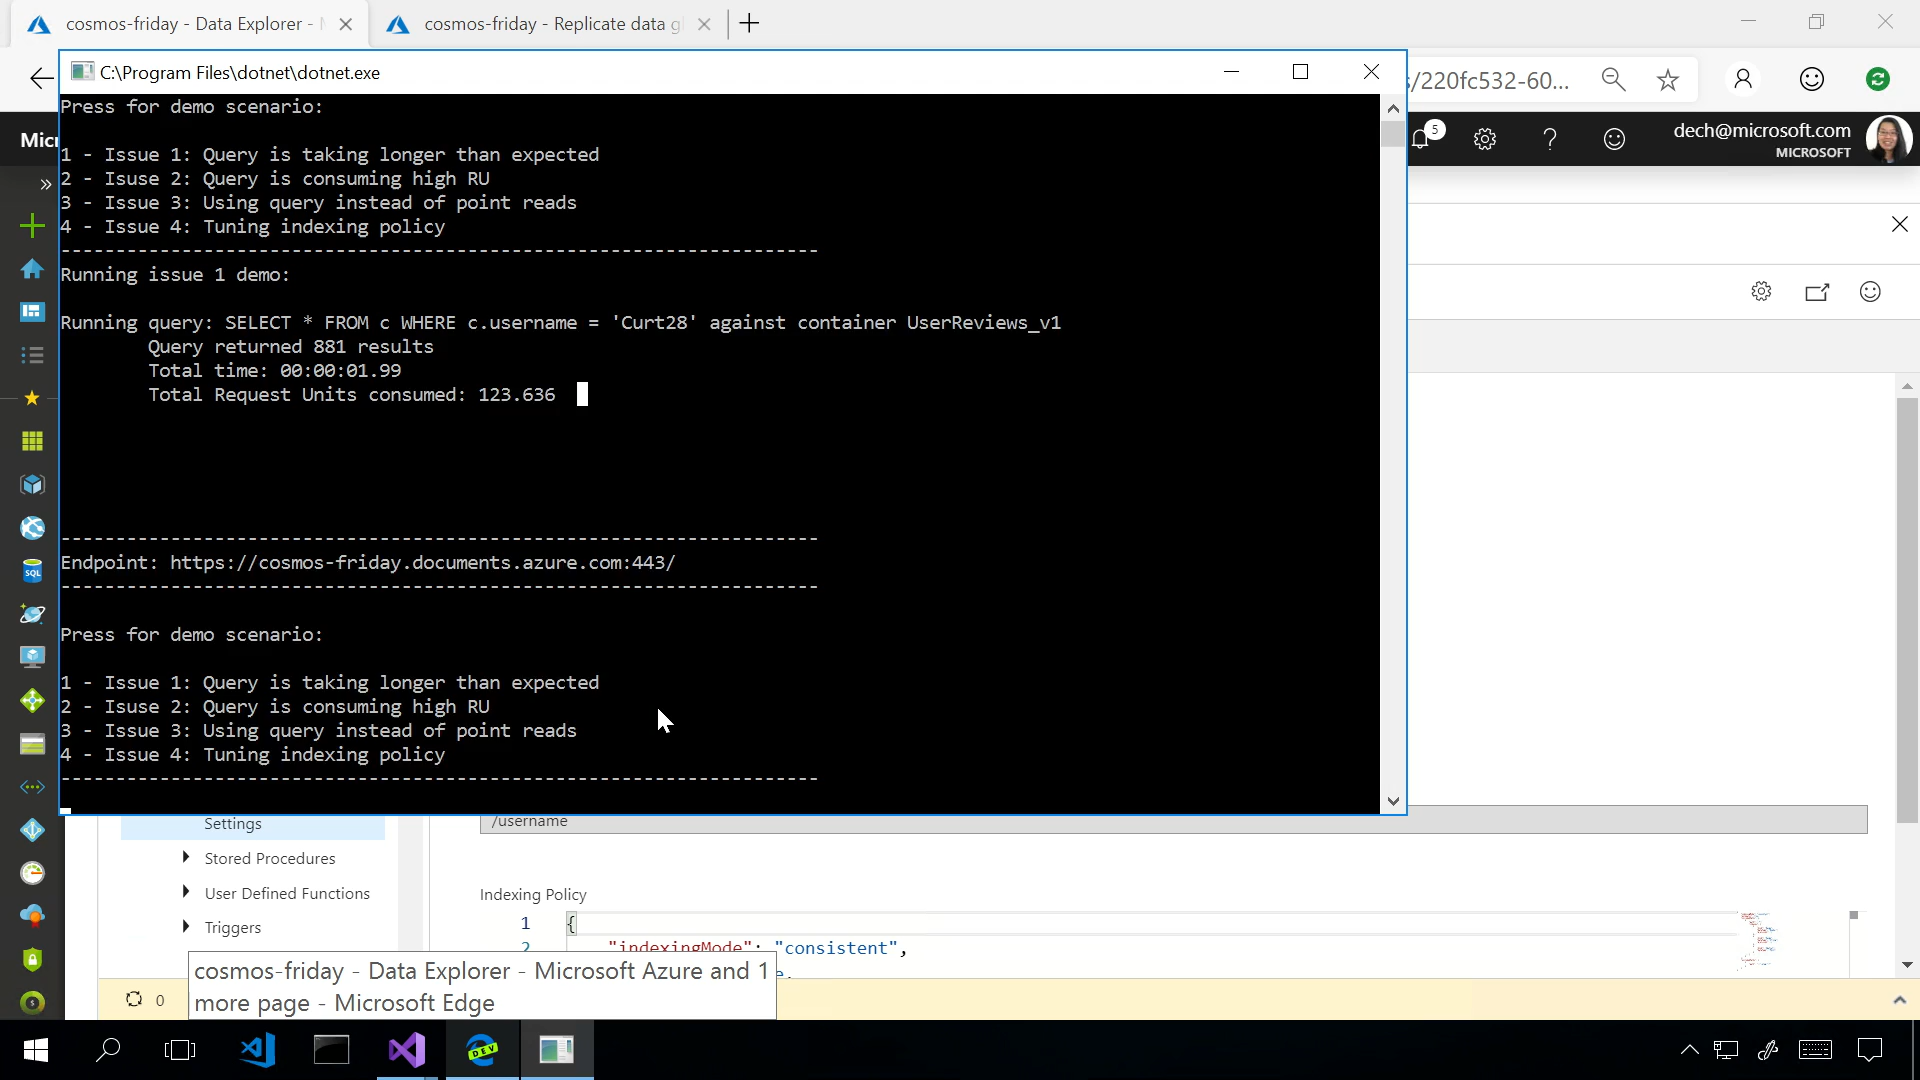 cosmos-friday - Data Explorer -
cosmos-friday - Replicate data g
C:\Program Files\dotnet\dotnet.exe
/220fc532-60...
Press for demo scenario:
1 - Issue 1: Query is taking longer than expected
2 - Isuse 2: Query is consuming high RU
3 - Issue 3: Using query instead of point reads
4 - Issue 4: Tuning indexing policy
--------------------------------------------------------------------
Running issue 1 demo:
Running query: SELECT * FROM c WHERE c.username = 'Curt28' against container UserReviews_v1
Query returned 881 results
Total time: 00:00:01.99
Total Request Units consumed: 123.636
--------------------------------------------------------------------
Endpoint: https://cosmos-friday.documents.azure.com:443/
--------------------------------------------------------------------
Press for demo scenario:
1 - Issue 1: Query is taking longer than expected
2 - Isuse 2: Query is consuming high RU
3 - Issue 3: Using query instead of point reads
4 - Issue 4: Tuning indexing policy
--------------------------------------------------------------------
5
dech@microsoft.com
MICROSOFT
SQL
Settings
Stored Procedures
User Defined Functions
Triggers
/username
Indexing Policy
1 {
2 "indexingMode": "consistent",
0
cosmos-friday - Data Explorer - Microsoft Azure and 1
more page - Microsoft Edge
DEV